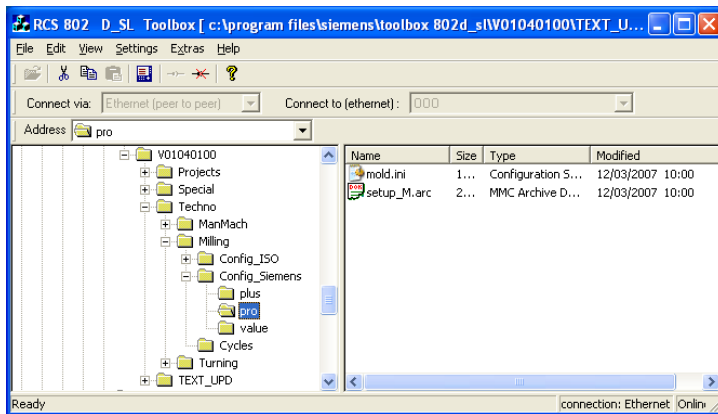 RCS 802 D_SL Toolbox [ c:\program files\siemens\toolbox 802d_sl\V01040100\TEXT_U...
File Edit View Settings Extras Help
Connect via: Ethernet (peer to peer) Connect to (ethernet) : 000
Address pro
V01040100
Projects
Special
Techno
ManMach
Milling
Config_ISO
Config_Siemens
plus
pro
value
Cycles
Turning
TEXT_UPD
Name Size Type Modified
mold.ini 1... Configuration S... 12/03/2007 10:00
setup_M.arc 2... MMC Archive D... 12/03/2007 10:00
Ready connection: Ethernet